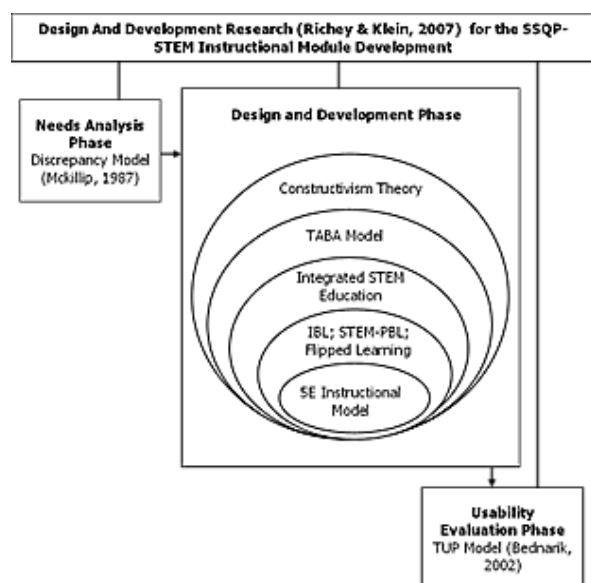 Design And Development Research (Richey & Klein, 2007) for the SSQP-
STEM Instructional Module Development
Needs Analysis
Phase
Discrepancy Model
(Mckillip, 1987)
Design and Development Phase
Constructivism Theory
TABA Model
Integrated STEM
Education
IBL; STEM-PBL;
Flipped Learning
5E Instructional
Model
Usability
Evaluation Phase
TUP Model (Bednarik,
2002)